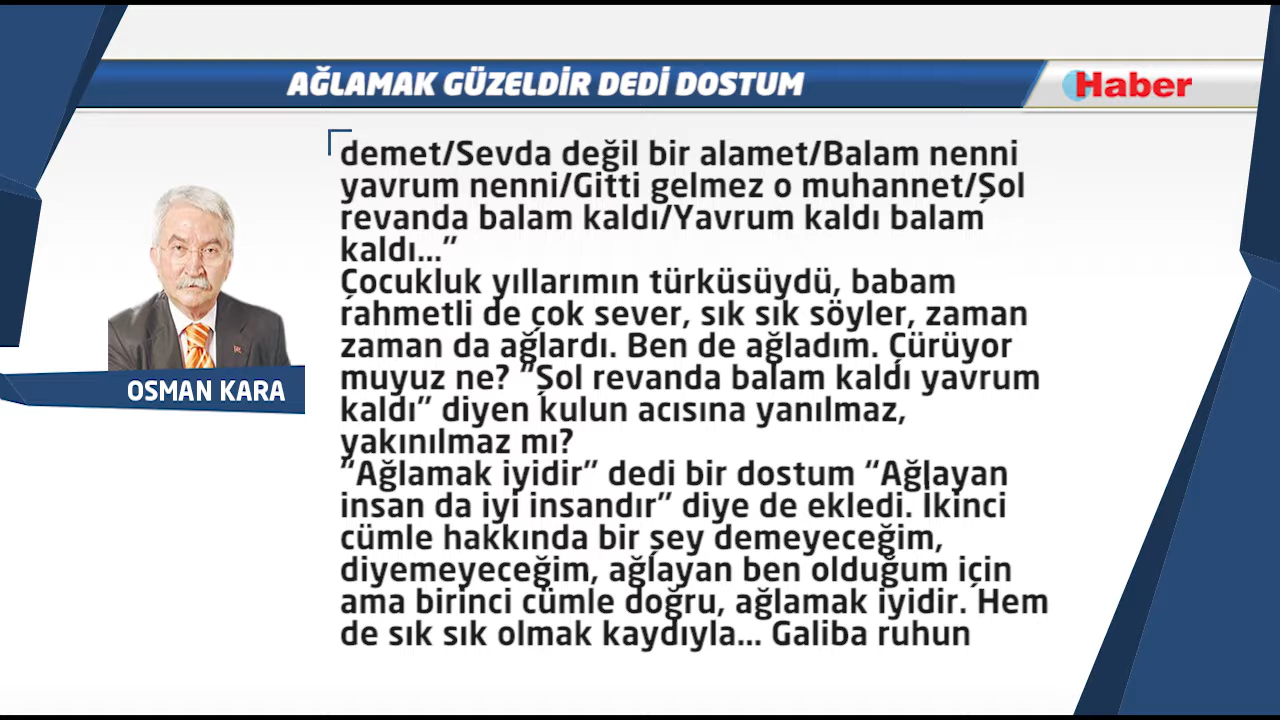 AĞLAMAK GÜZELDİR DEDİ DOSTUM
Haber
demet/Sevda değil bir alamet/Balam nenni
yavrum nenni/Gitti gelmez o muhannet/Şol
revanda balam kaldı/Yavrum kaldı balam
kaldı...”
Çocukluk yıllarımın türküsüydü, babam
rahmetli de çok sever, sık sık söyler, zaman
zaman da ağlardı. Ben de ağladım. Çürüyor
muyuz ne? “Şol revanda balam kaldı yavrum
kaldı” diyen kulun acısına yanılmaz,
yakınılmaz mı?
“Ağlamak iyidir” dedi bir dostum “Ağlayan
insan da iyi insandır” diye de ekledi. İkinci
cümle hakkında bir şey demeyeceğim,
diyemeyeceğim, ağlayan ben olduğum için
ama birinci cümle doğru, ağlamak iyidir. Hem
de sık sık olmak kaydıyla... Galiba ruhun
OSMAN KARA